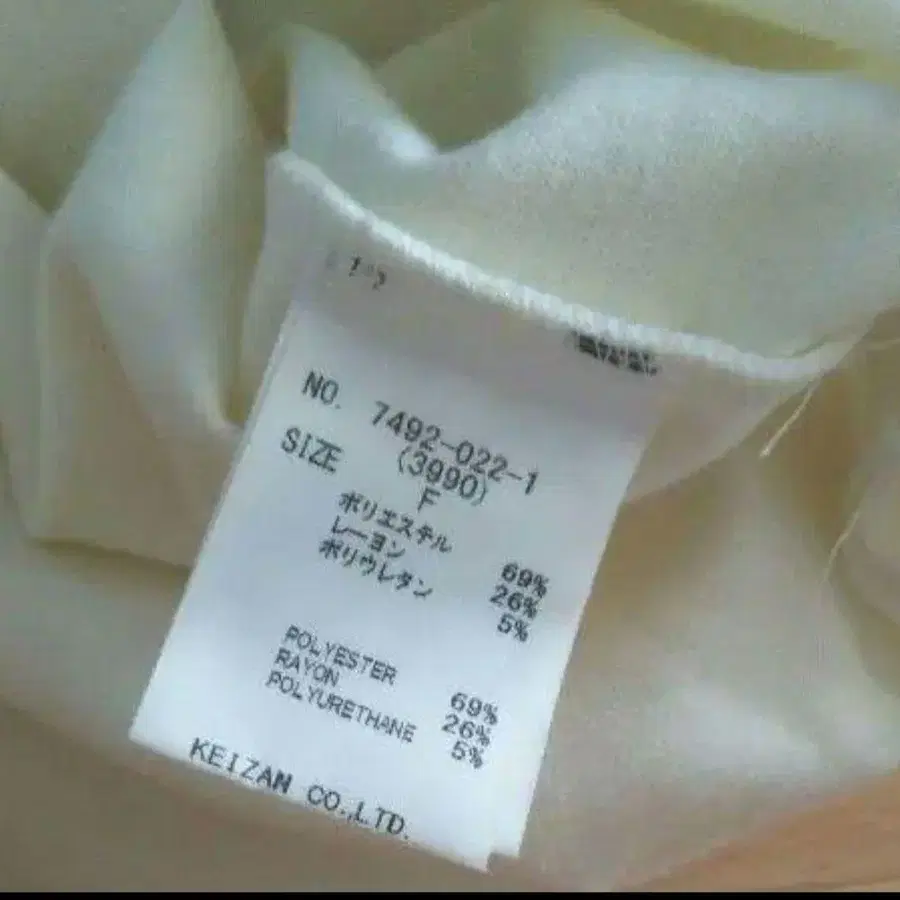 NO. 7492-022-1
(3990)
SIZE F
ポリエステル 69%
レーヨン 26%
ポリウレタン 5%
POLYESTER 69%
RAYON 26%
POLYURETHANE 5%
KEIZAN CO.,LTD.